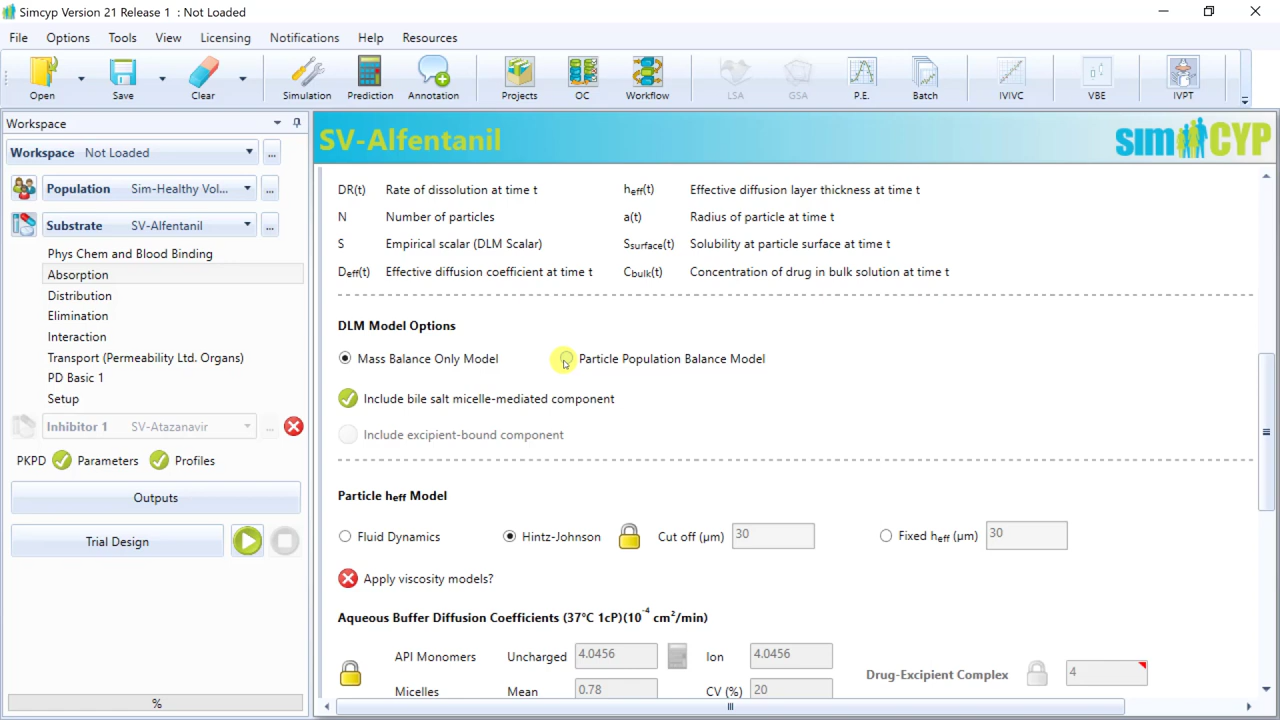 Simcyp Version 21 Release 1 : Not Loaded
File Options Tools View Licensing Notifications Help Resources
Open Save Clear Simulation Prediction Annotation Projects OC Workflow LSA GSA P.E. Batch IVIVC VBE IVPT
Workspace
Workspace Not Loaded ...
Population Sim-Healthy Vol... ...
Substrate SV-Alfentanil ...
Phys Chem and Blood Binding
Absorption
Distribution
Elimination
Interaction
Transport (Permeability Ltd. Organs)
PD Basic 1
Setup
Inhibitor 1 SV-Atazanavir ...
PKPD Parameters Profiles
Outputs
Trial Design
%
SV-Alfentanil
simCYP
DR(t) Rate of dissolution at time t heff(t) Effective diffusion layer thickness at time t
N Number of particles a(t) Radius of particle at time t
S Empirical scalar (DLM Scalar) Ssurface(t) Solubility at particle surface at time t
Deff(t) Effective diffusion coefficient at time t Cbulk(t) Concentration of drug in bulk solution at time t
DLM Model Options
Mass Balance Only Model Particle Population Balance Model
Include bile salt micelle-mediated component
Include excipient-bound component
Particle heff Model
Fluid Dynamics Hintz-Johnson Cut off (µm) 30 Fixed heff (µm) 30
Apply viscosity models?
Aqueous Buffer Diffusion Coefficients (37°C 1cP)(10⁻⁴ cm²/min)
API Monomers Uncharged 4.0456 Ion 4.0456 Drug-Excipient Complex 4
Micelles Mean 0.78 CV (%) 20